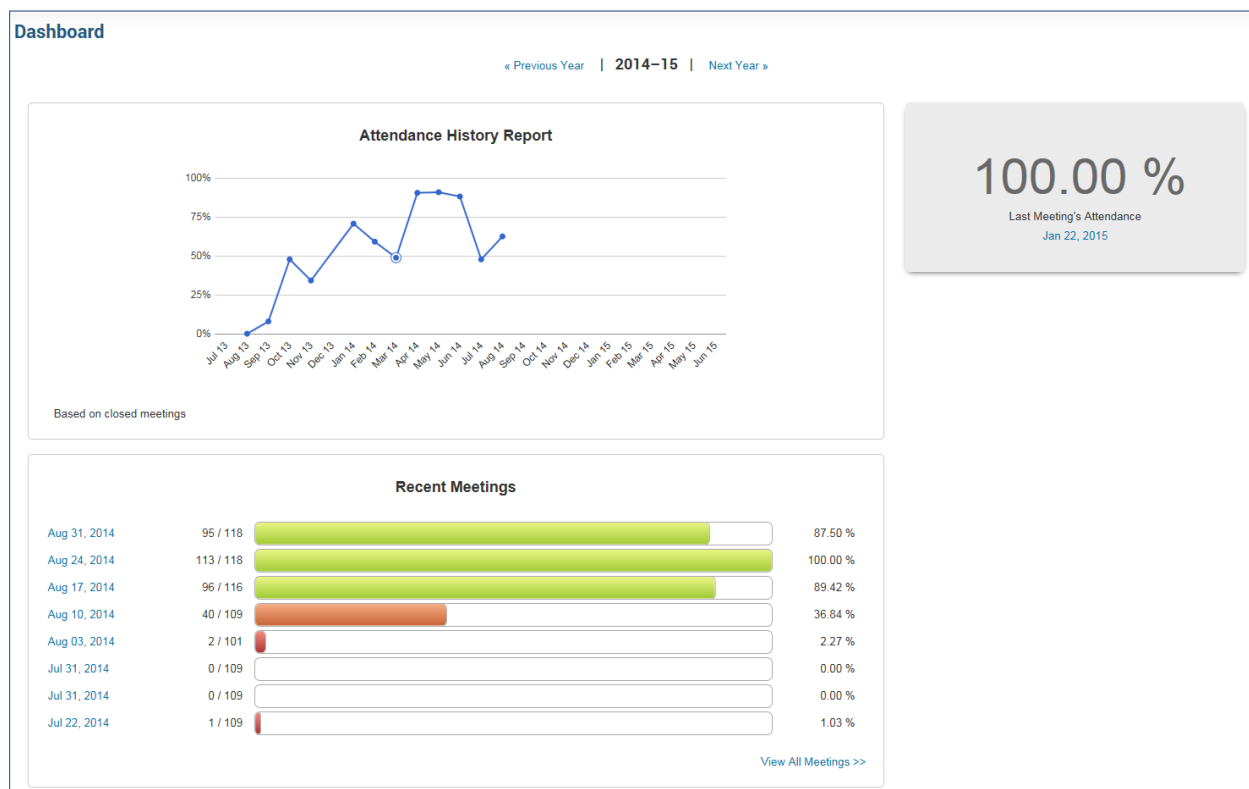 Dashboard
« Previous Year | 2014–15 | Next Year »
Attendance History Report
100%
75%
50%
25%
0%
Jul 13 Aug 13 Sep 13 Oct 13 Nov 13 Dec 13 Jan 14 Feb 14 Mar 14 Apr 14 May 14 Jun 14 Jul 14 Aug 14 Sep 14 Oct 14 Nov 14 Dec 14 Jan 15 Feb 15 Mar 15 Apr 15 May 15 Jun 15
Based on closed meetings
100.00 %
Last Meeting's Attendance
Jan 22, 2015
Recent Meetings
Aug 31, 2014 95 / 118 87.50 %
Aug 24, 2014 113 / 118 100.00 %
Aug 17, 2014 96 / 116 89.42 %
Aug 10, 2014 40 / 109 36.84 %
Aug 03, 2014 2 / 101 2.27 %
Jul 31, 2014 0 / 109 0.00 %
Jul 31, 2014 0 / 109 0.00 %
Jul 22, 2014 1 / 109 1.03 %
View All Meetings >>